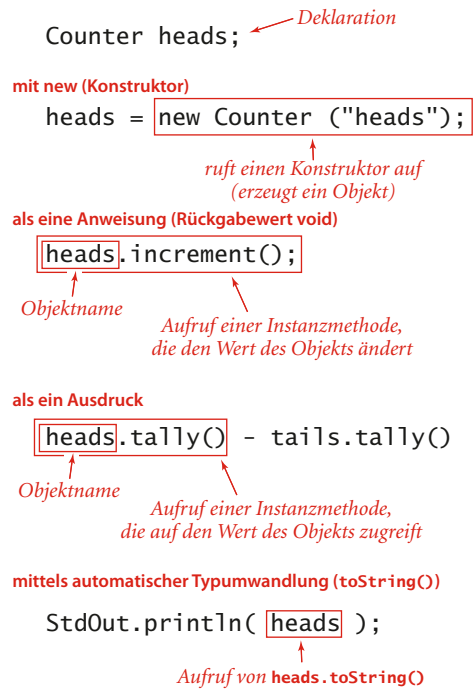 Counter heads; Deklaration
mit new (Konstruktor)
heads = new Counter ("heads");
ruft einen Konstruktor auf
(erzeugt ein Objekt)
als eine Anweisung (Rückgabewert void)
heads.increment();
Objektname
Aufruf einer Instanzmethode,
die den Wert des Objekts ändert
als ein Ausdruck
heads.tally() - tails.tally()
Objektname
Aufruf einer Instanzmethode,
die auf den Wert des Objekts zugreift
mittels automatischer Typumwandlung (toString())
StdOut.println( heads );
Aufruf von heads.toString()